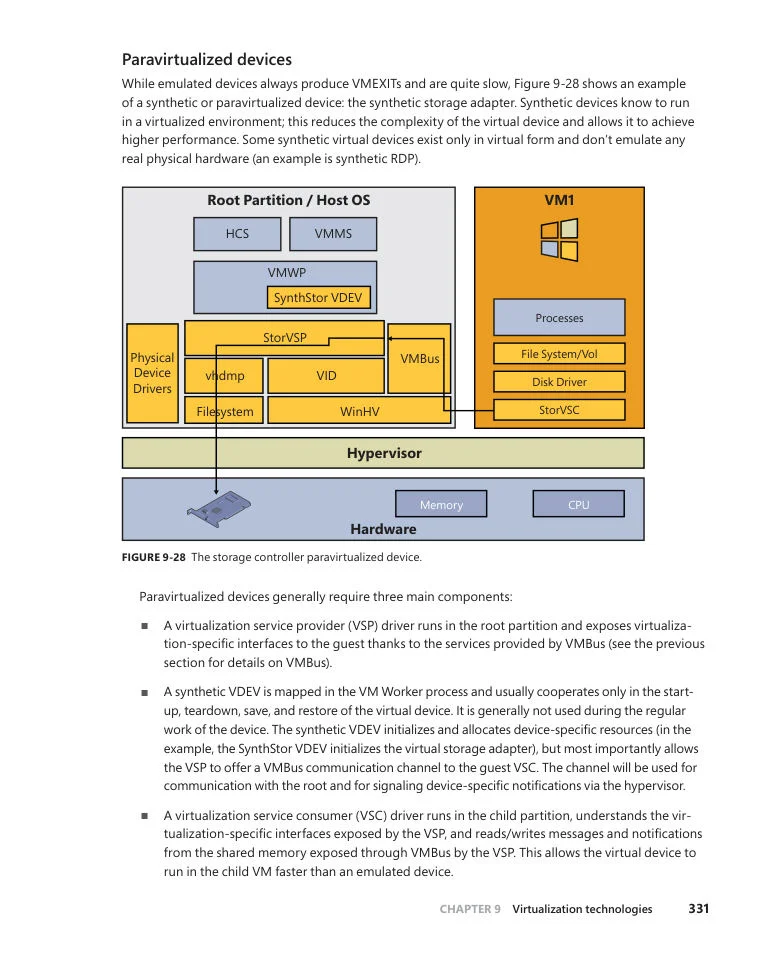 Paravirtualized devices
While emulated devices always produce VMEXITs and are quite slow, Figure 9-28 shows an example
of a synthetic or paravirtualized device: the synthetic storage adapter. Synthetic devices know to run
in a virtualized environment; this reduces the complexity of the virtual device and allows it to achieve
higher performance. Some synthetic virtual devices exist only in virtual form and don’t emulate any
real physical hardware (an example is synthetic RDP).
Root Partition / Host OS
HCS
VMMS
VMWP
SynthStor VDEV
Physical
Device
Drivers
StorVSP
vhdmp
VID
VMBus
Filesystem
WinHV
VM1
Processes
File System/Vol
Disk Driver
StorVSC
Hypervisor
Memory
CPU
Hardware
FIGURE 9-28 The storage controller paravirtualized device.
Paravirtualized devices generally require three main components:
■ A virtualization service provider (VSP) driver runs in the root partition and exposes virtualiza-
tion-specific interfaces to the guest thanks to the services provided by VMBus (see the previous
section for details on VMBus).
■ A synthetic VDEV is mapped in the VM Worker process and usually cooperates only in the start-
up, teardown, save, and restore of the virtual device. It is generally not used during the regular
work of the device. The synthetic VDEV initializes and allocates device-specific resources (in the
example, the SynthStor VDEV initializes the virtual storage adapter), but most importantly allows
the VSP to offer a VMBus communication channel to the guest VSC. The channel will be used for
communication with the root and for signaling device-specific notifications via the hypervisor.
■ A virtualization service consumer (VSC) driver runs in the child partition, understands the vir-
tualization-specific interfaces exposed by the VSP, and reads/writes messages and notifications
from the shared memory exposed through VMBus by the VSP. This allows the virtual device to
run in the child VM faster than an emulated device.
CHAPTER 9 Virtualization technologies 331